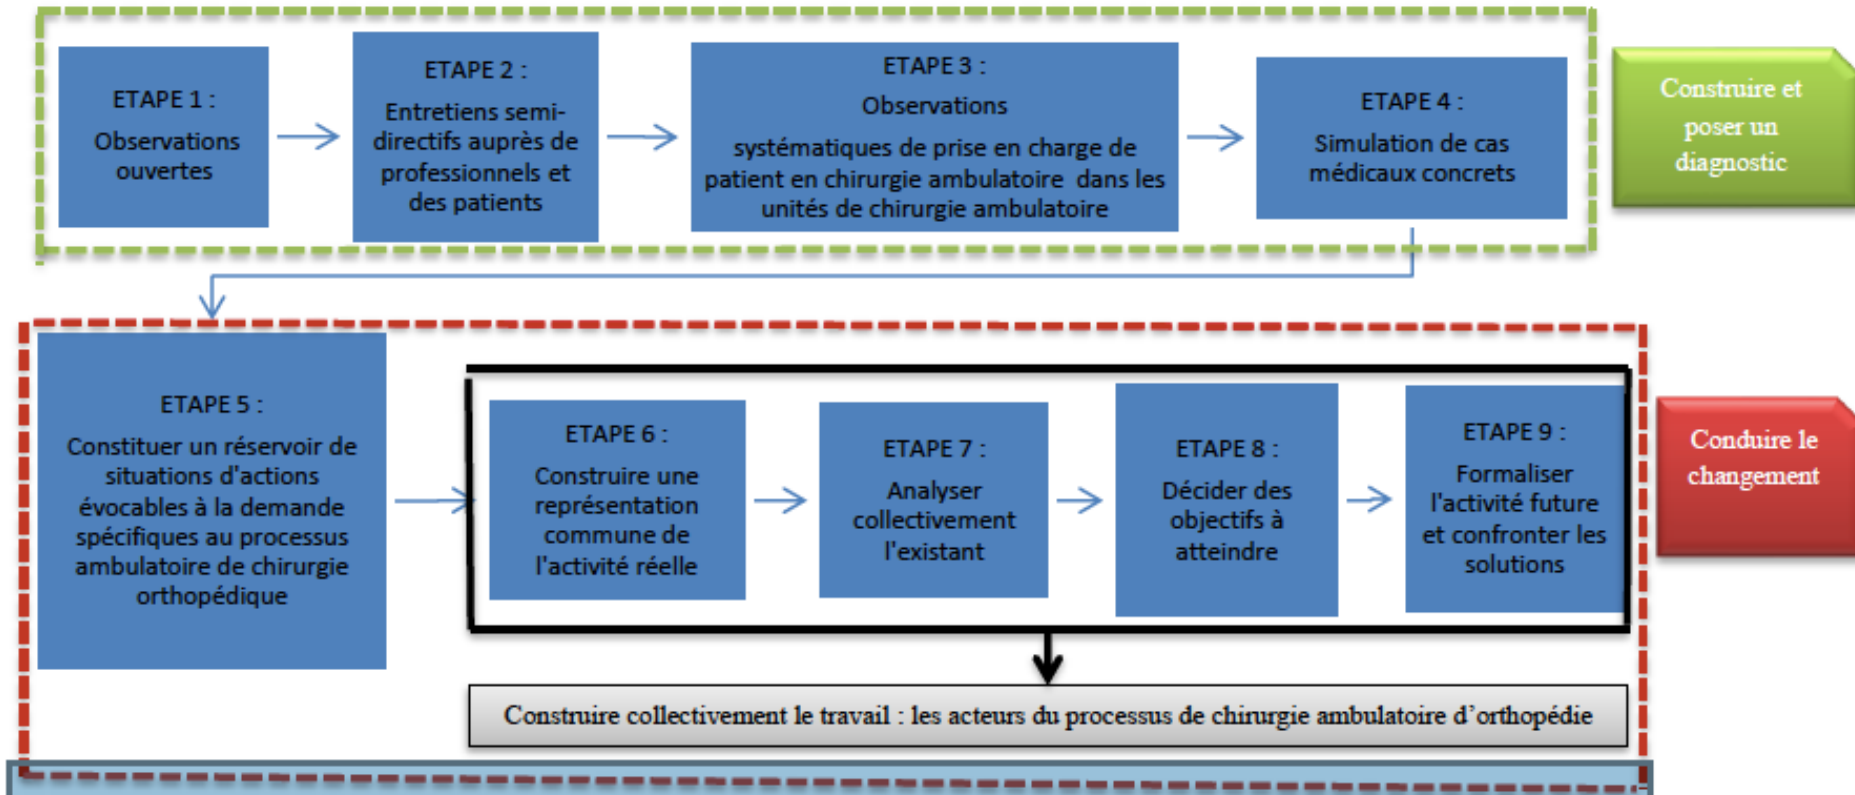 ETAPE 1 :
Observations
ouvertes
ETAPE 2 :
Entretiens semi-
directifs auprès de
professionnels et
des patients
ETAPE 3 :
Observations
systématiques de prise en charge de
patient en chirurgie ambulatoire dans les
unités de chirurgie ambulatoire
ETAPE 4 :
Simulation de cas
médicaux concrets
Construire et
poser un
diagnostic
ETAPE 5 :
Constituer un réservoir de
situations d'actions
évocables à la demande
spécifiques au processus
ambulatoire de chirurgie
orthopédique
ETAPE 6 :
Construire une
représentation
commune de
l'activité réelle
ETAPE 7 :
Analyser
collectivement
l'existant
ETAPE 8 :
Décider des
objectifs à
atteindre
ETAPE 9 :
Formaliser
l'activité future
et confronter les
solutions
Conduire le
changement
Construire collectivement le travail : les acteurs du processus de chirurgie ambulatoire d’orthopédie